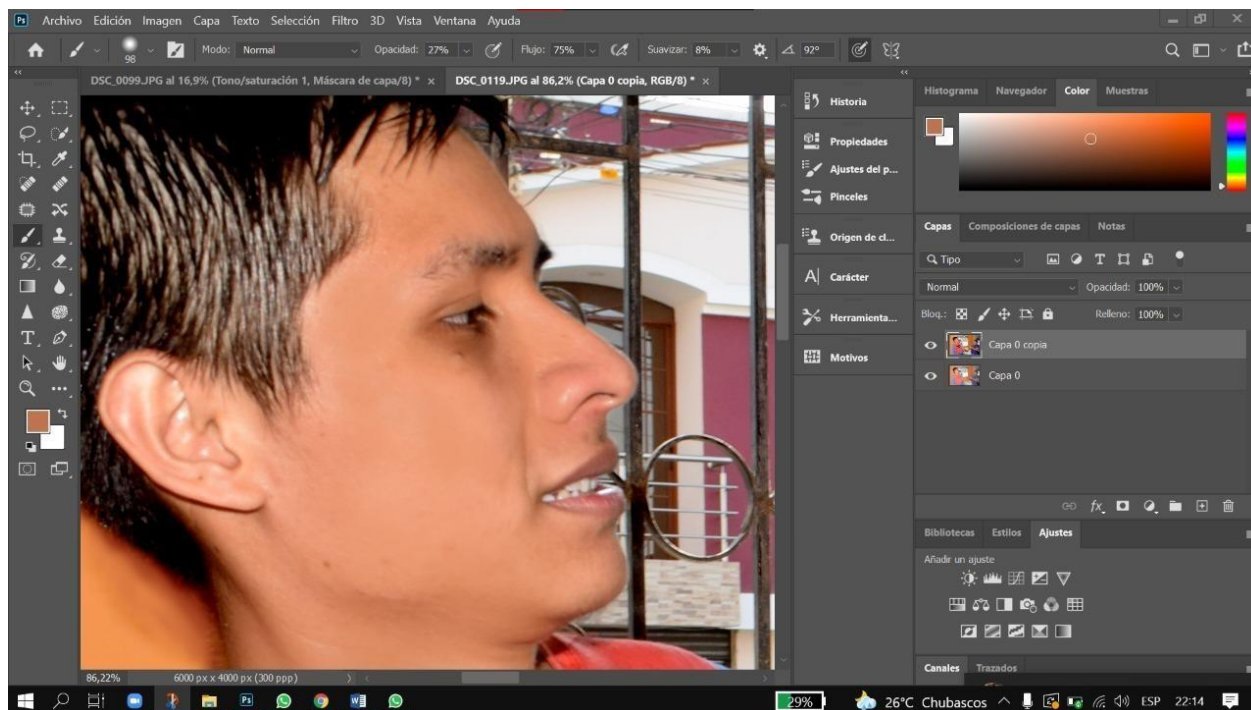 Ps Archivo Edición Imagen Capa Texto Selección Filtro 3D Vista Ventana Ayuda
98 Modo: Normal Opacidad: 27% Flujo: 75% Suavizar: 8% 92°
DSC_0099.JPG al 16,9% (Tono/saturación 1, Máscara de capa/8) * × DSC_0119.JPG al 86,2% (Capa 0 copia, RGB/8) * ×
Historia
Propiedades
Ajustes del p...
Pinceles
Origen de cl...
Carácter
Herramienta...
Motivos
Histograma Navegador Color Muestras
Capas Composiciones de capas Notas
Tipo
Normal Opacidad: 100%
Bloq.: Relleno: 100%
Capa 0 copia
Capa 0
Bibliotecas Estilos Ajustes
Añadir un ajuste
Canales Trazados
86,22% 6000 px x 4000 px (300 ppp)
29% 26°C Chubascos ESP 22:14